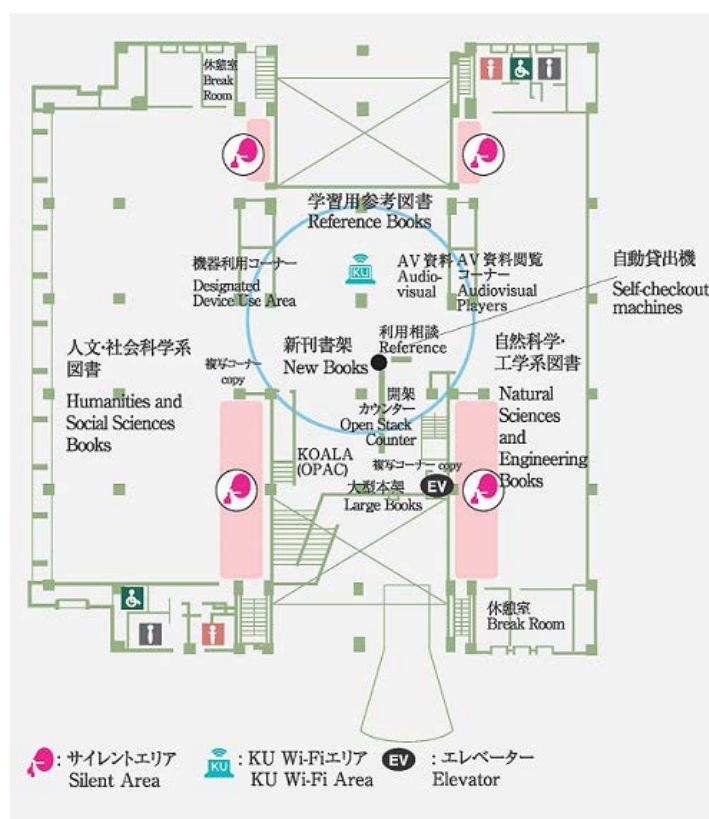 休憩室
Break
Room
学習用参考図書
Reference Books
機器利用コーナー
Designated
Device Use Area
KU
AV 資料
Audio-
visual
AV 資料閲覧
コーナー
Audiovisual
Players
自動貸出機
Self-checkout
machines
人文・社会科学系
図書
Humanities and
Social Sciences
Books
複写コーナー
copy
新刊書架
New Books
利用相談
Reference
自然科学・
工学系図書
Natural
Sciences
and
Engineering
Books
開架
カウンター
Open Stack
Counter
KOALA
(OPAC)
複写コーナー copy
大型本架
Large Books
EV
休憩室
Break Room
: サイレントエリア
Silent Area
KU
: KU Wi-Fiエリア
KU Wi-Fi Area
EV
: エレベーター
Elevator